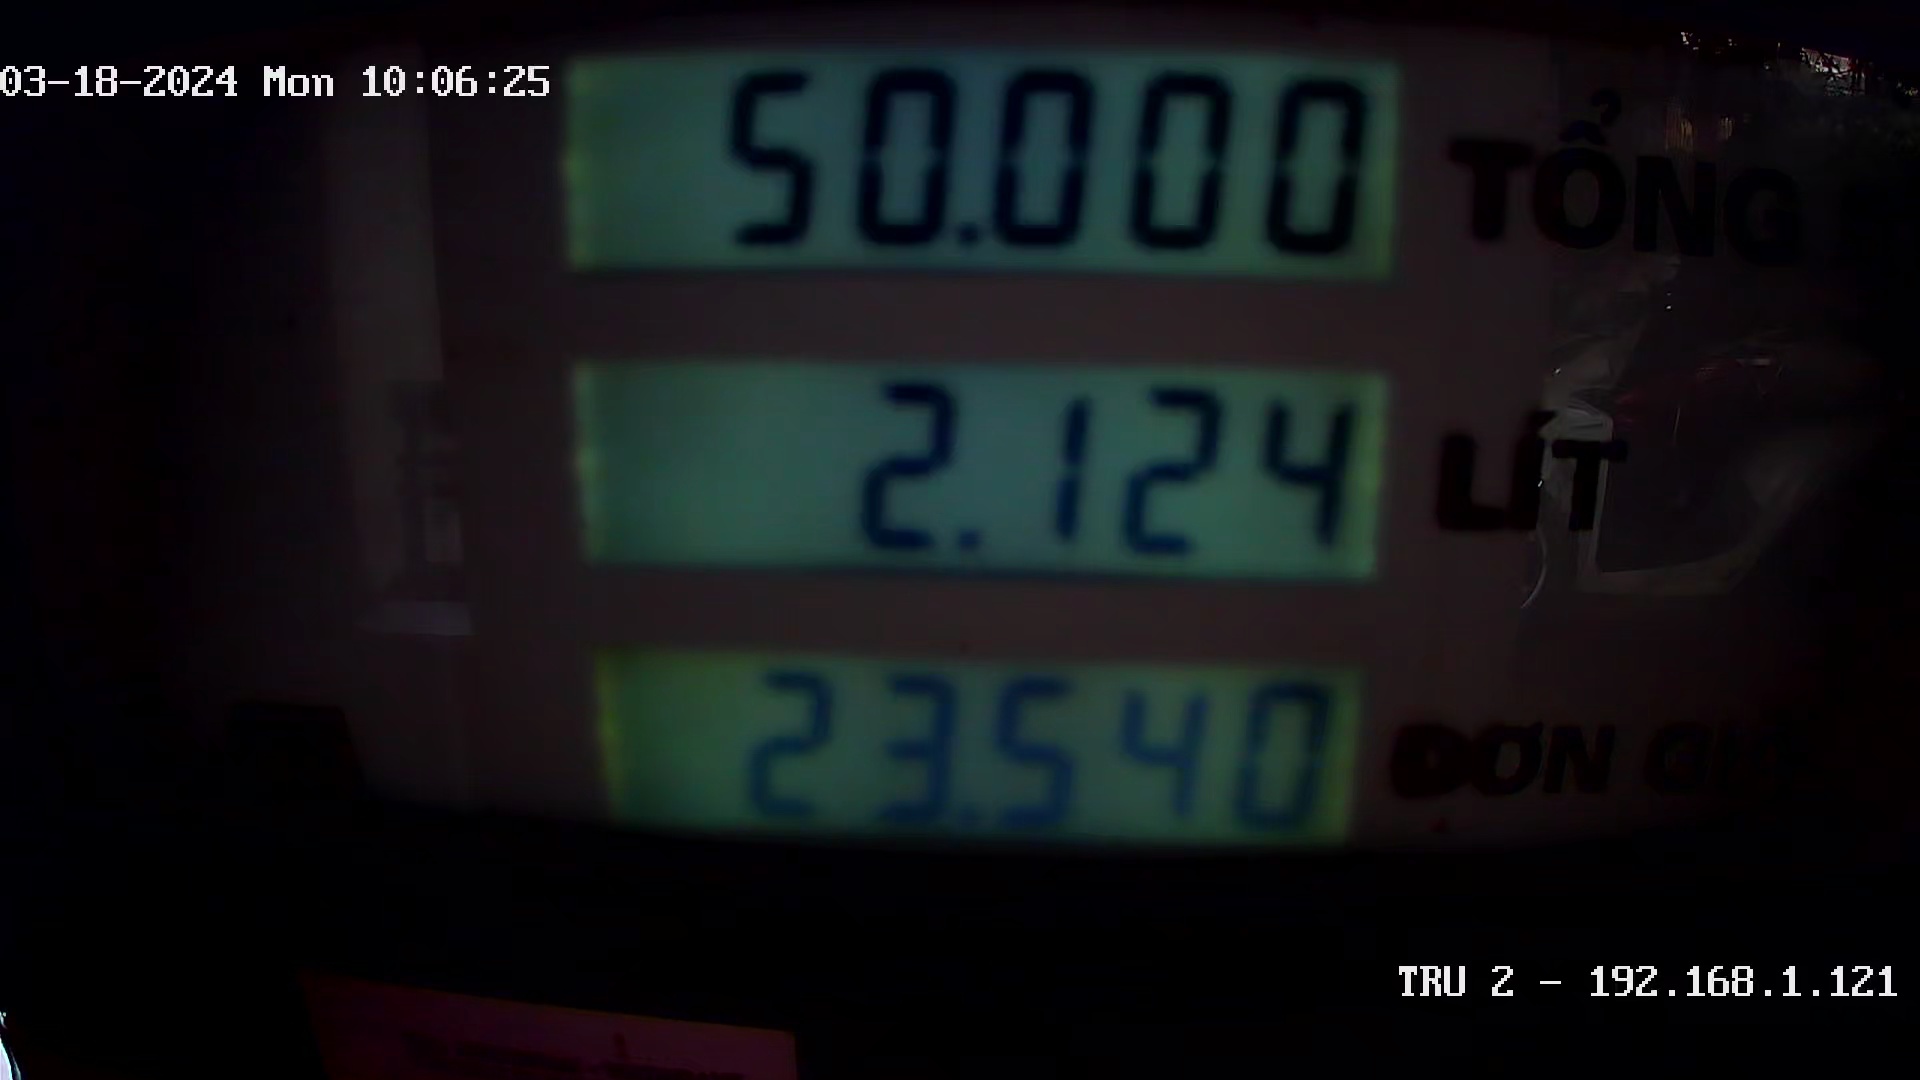 03-18-2024 Mon 10:06:25
50.000 TỔNG
2.124 LÍT
23.540 ĐƠN GIÁ
TRU 2 - 192.168.1.121